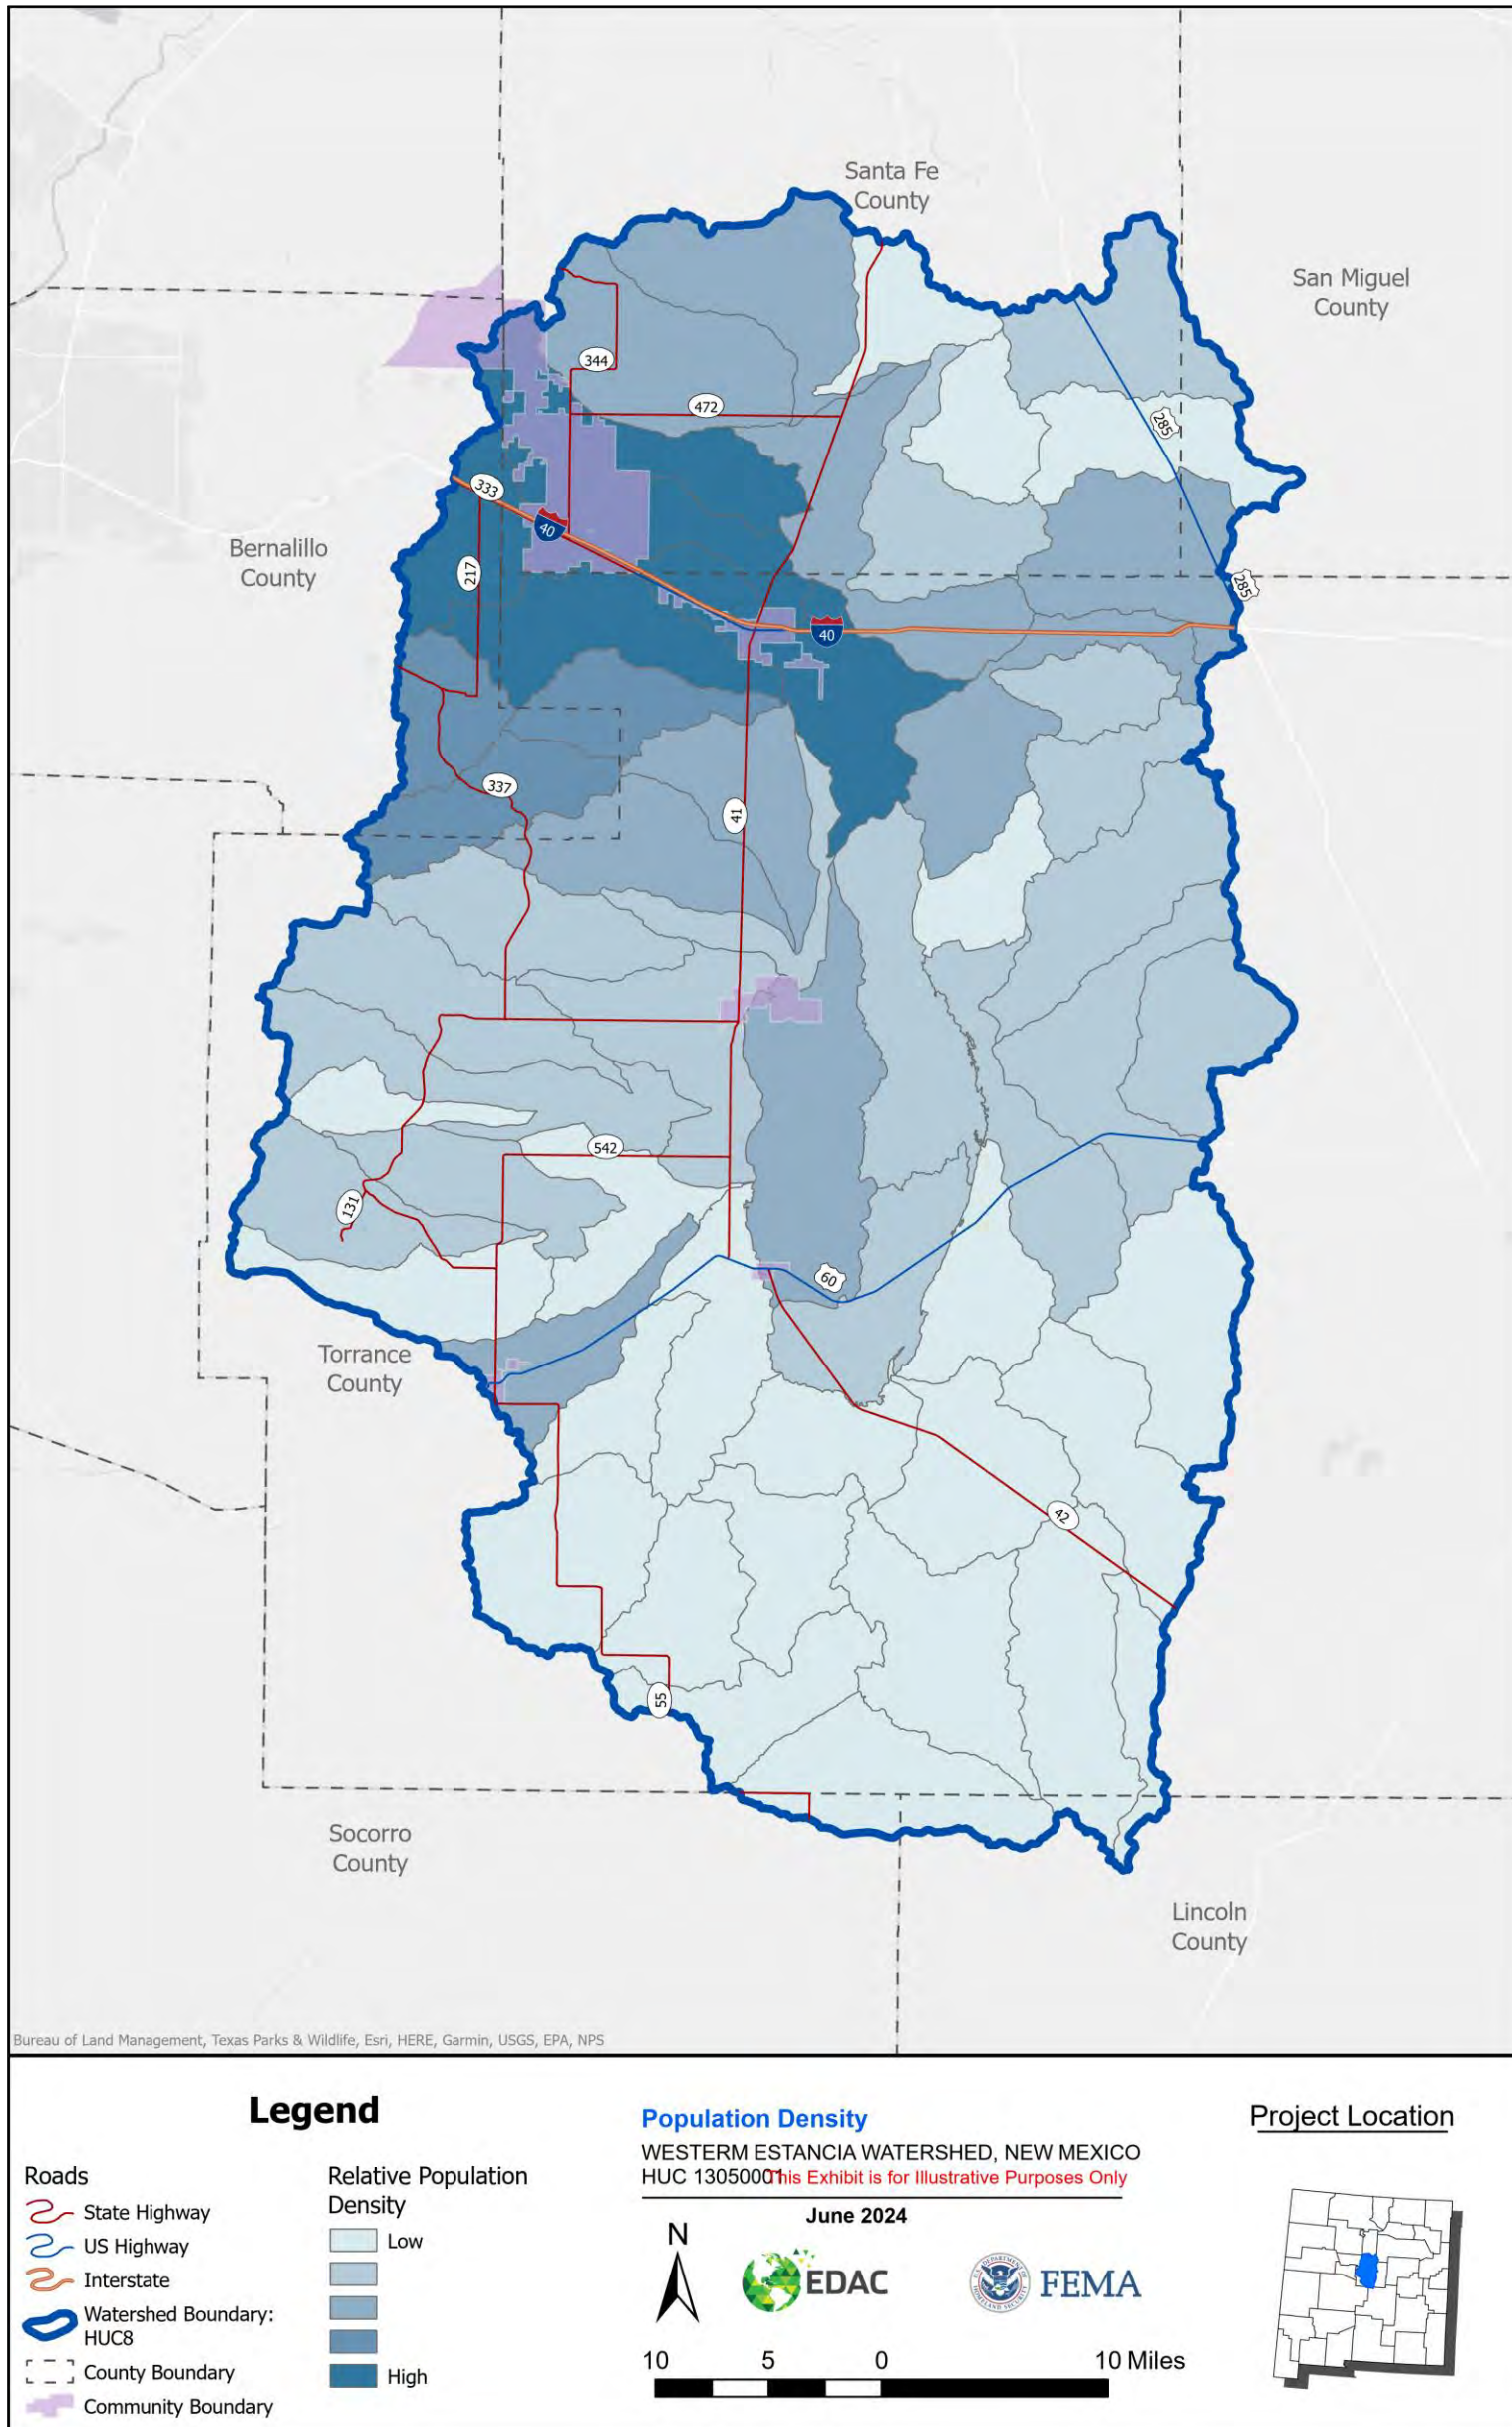 Santa Fe
County
San Miguel
County
344
472
285
333
40
Bernalillo
County
217
285
40
337
41
542
131
60
Torrance
County
42
55
Socorro
County
Lincoln
County
Bureau of Land Management, Texas Parks & Wildlife, Esri, HERE, Garmin, USGS, EPA, NPS
Legend
Roads
State Highway
US Highway
Interstate
Watershed Boundary:
HUC8
County Boundary
Community Boundary
Relative Population
Density
Low
High
Population Density
WESTERM ESTANCIA WATERSHED, NEW MEXICO
HUC 13050001 This Exhibit is for Illustrative Purposes Only
June 2024
N
EDAC
FEMA
10 5 0 10 Miles
Project Location